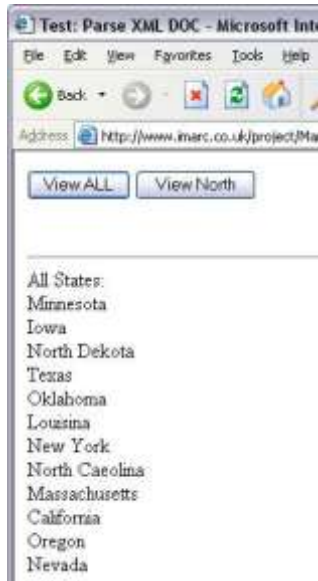 Test: Parse XML DOC - Microsoft Int
File Edit View Favorites Tools Help
Back
Address http://www.imarc.co.uk/project/Ma
View ALL View North
All States:
Minnesota
Iowa
North Dekota
Texas
Oklahoma
Louisina
New York
North Caeolina
Massachusetts
California
Oregon
Nevada